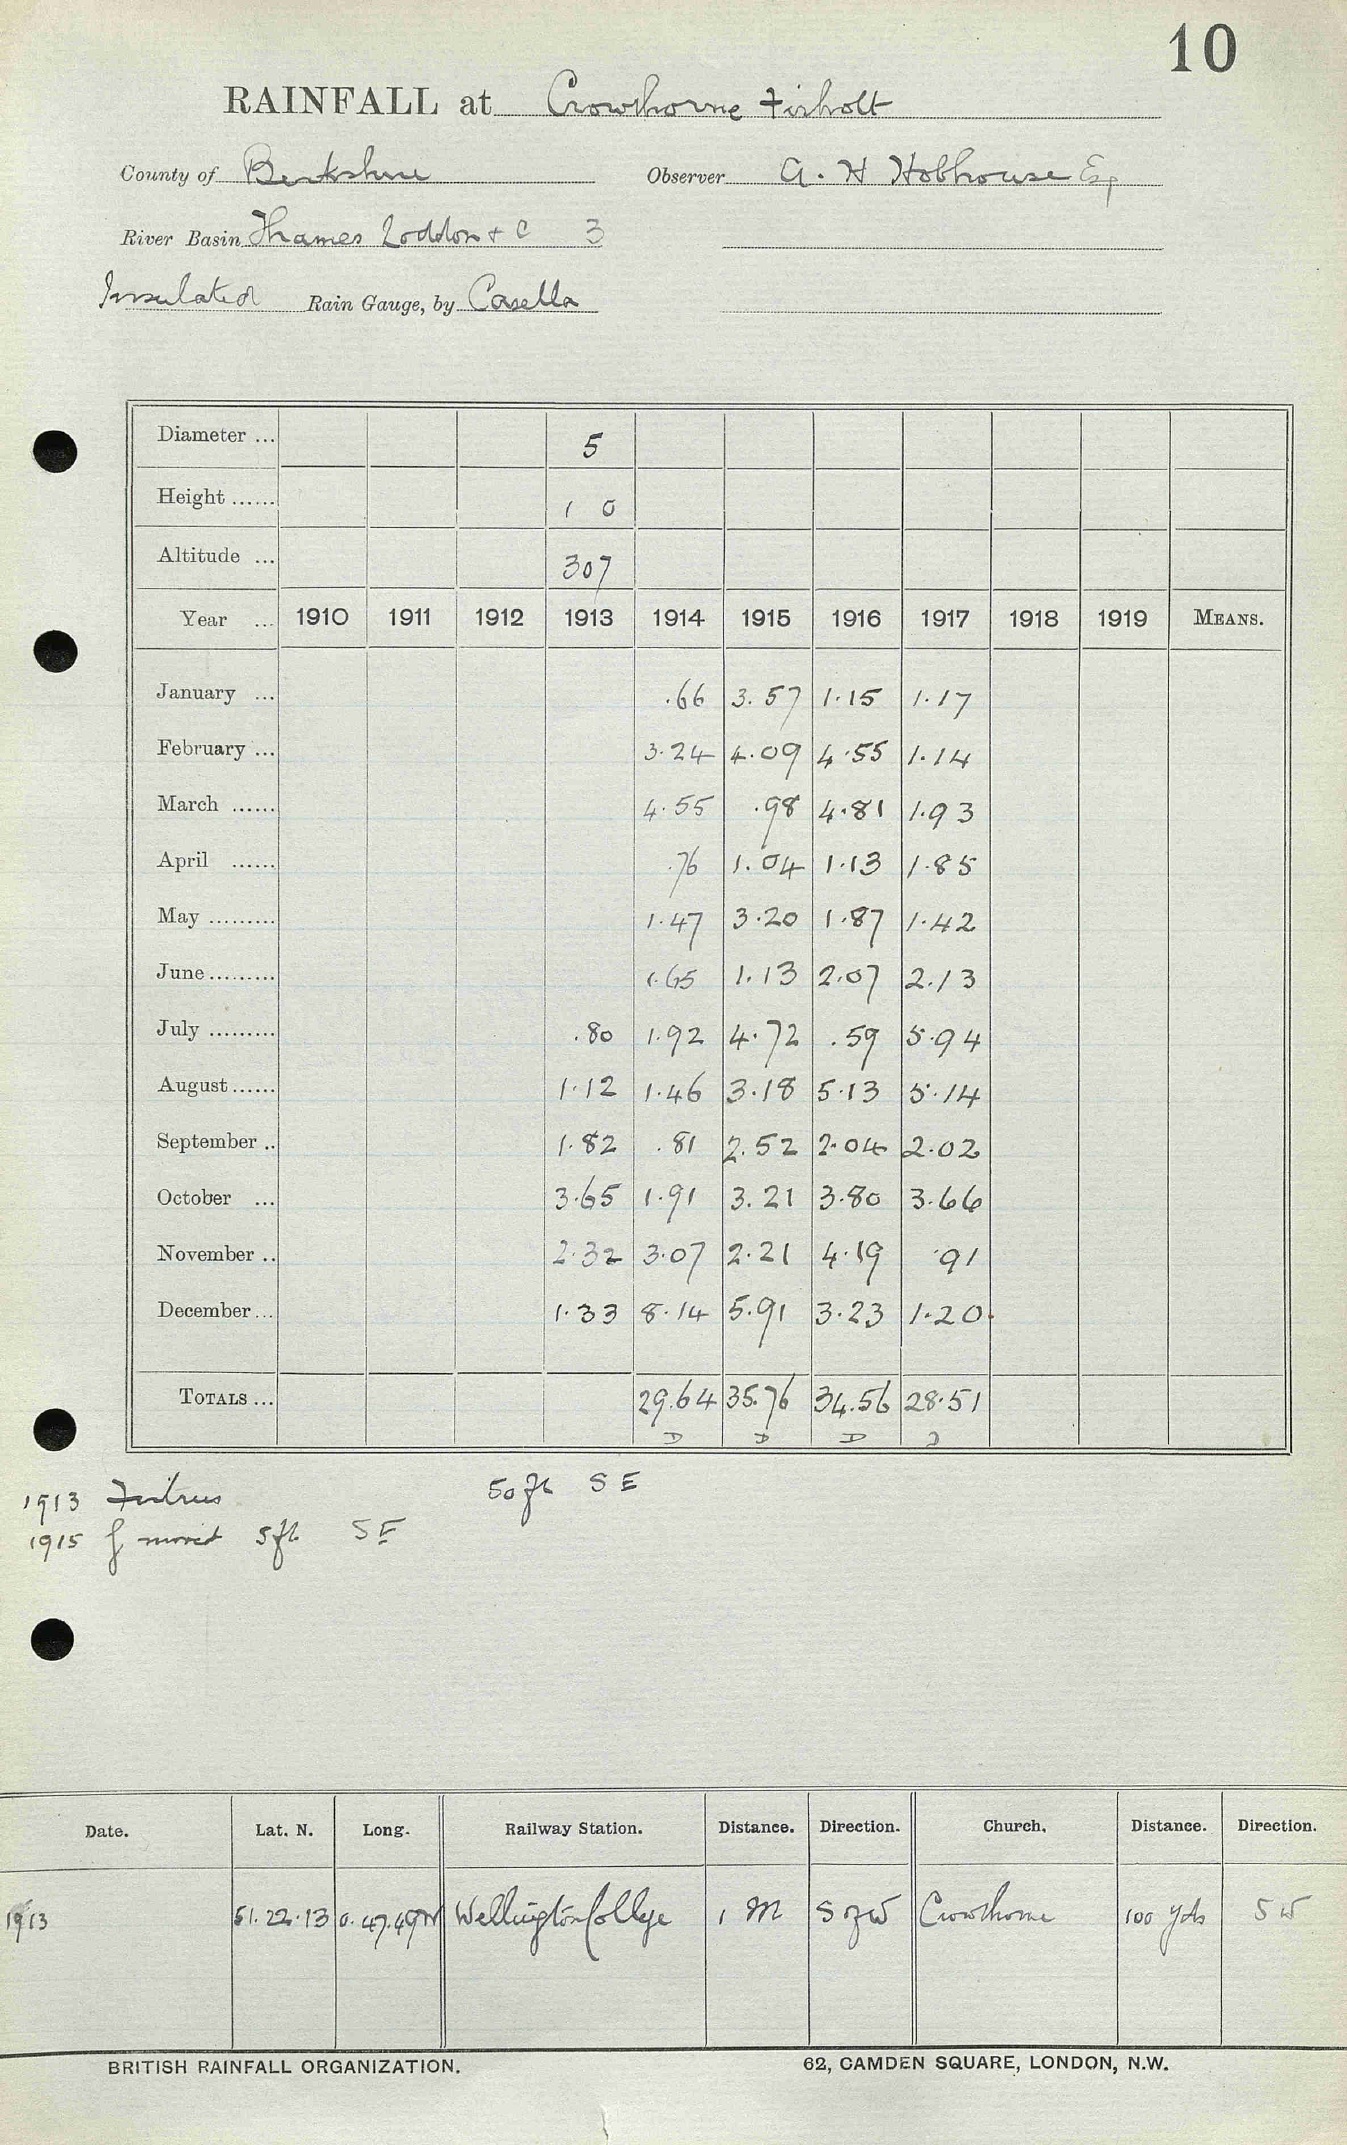 10
RAINFALL at Crowthorne Firholt
County of Berkshire Observer A. H Hobhouse Esq
River Basin Thames Loddon & C 3
Insulated Rain Gauge, by Casella
Diameter ... 5
Height ...... 1 0
Altitude ... 307
Year ... 1910 1911 1912 1913 1914 1915 1916 1917 1918 1919 MEANS.
January ... .66 3.57 1.15 1.17
February ... 3.24 4.09 4.55 1.14
March ...... 4.55 .98 4.81 1.93
April ...... .76 1.04 1.13 1.85
May ......... 1.47 3.20 1.87 1.42
June ......... 1.65 1.13 2.07 2.13
July ......... .80 1.92 4.72 .59 5.94
August ...... 1.12 1.46 3.18 5.13 5.14
September .. 1.82 .81 2.52 2.04 2.02
October ... 3.65 1.91 3.21 3.80 3.66
November .. 2.32 3.07 2.21 4.19 .91
December ... 1.33 8.14 5.91 3.23 1.20
TOTALS ... 29.64 35.76 34.56 28.51
D D D D
1913 50 ft S E
1915 g moved 5ft SE
Date. Lat. N. Long. Railway Station. Distance. Direction. Church. Distance. Direction.
1913 51.22.13 0.47.49W Wellington College 1 M S of W Crowthorne 100 yds SW
BRITISH RAINFALL ORGANIZATION. 62, CAMDEN SQUARE, LONDON, N.W.